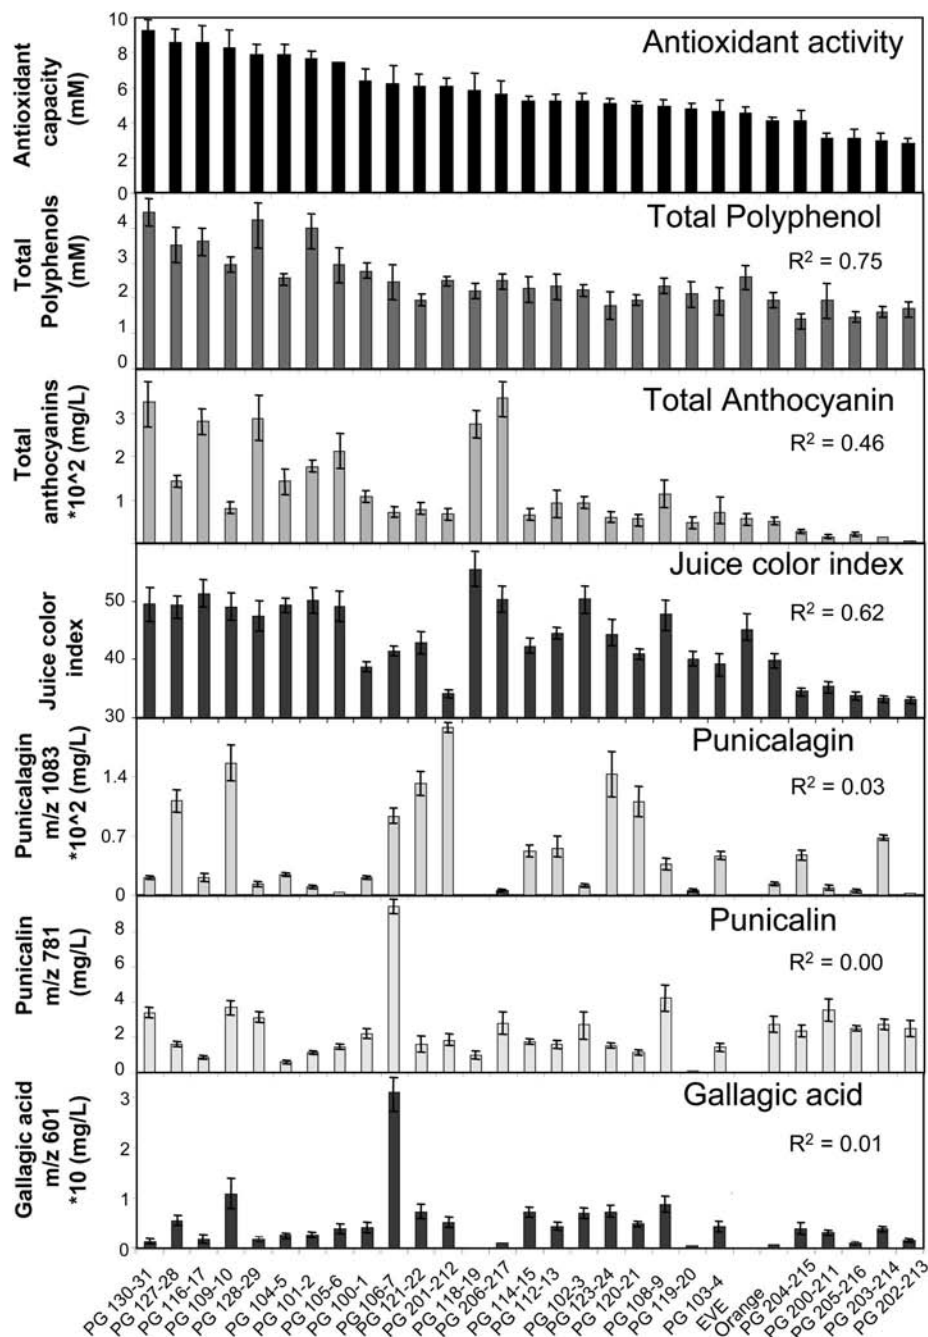 Antioxidant activity
Antioxidant
capacity
(mM)
10
8
6
4
2
0
Total Polyphenol
R² = 0.75
Total
Polyphenols
(mM)
4
3
2
1
0
Total Anthocyanin
R² = 0.46
Total
anthocyanins
*10^2 (mg/L)
3
2
1
Juice color index
R² = 0.62
Juice color
index
50
40
30
Punicalagin
R² = 0.03
Punicalagin
m/z 1083
*10^2 (mg/L)
1.4
0.7
0
Punicalin
R² = 0.00
Punicalin
m/z 781
(mg/L)
8
6
4
2
0
Gallagic acid
R² = 0.01
Gallagic acid
m/z 601
*10 (mg/L)
3
2
1
0
PG 130-31
PG 127-28
PG 116-17
PG 109-10
PG 128-29
PG 104-5
PG 101-2
PG 105-6
PG 100-1
PG 106-7
PG 121-22
PG 201-212
PG 118-19
PG 206-217
PG 114-15
PG 112-13
PG 102-3
PG 123-24
PG 120-21
PG 108-9
PG 119-20
PG 103-4
EVE
Orange
PG 204-215
PG 200-211
PG 205-216
PG 203-214
PG 202-213